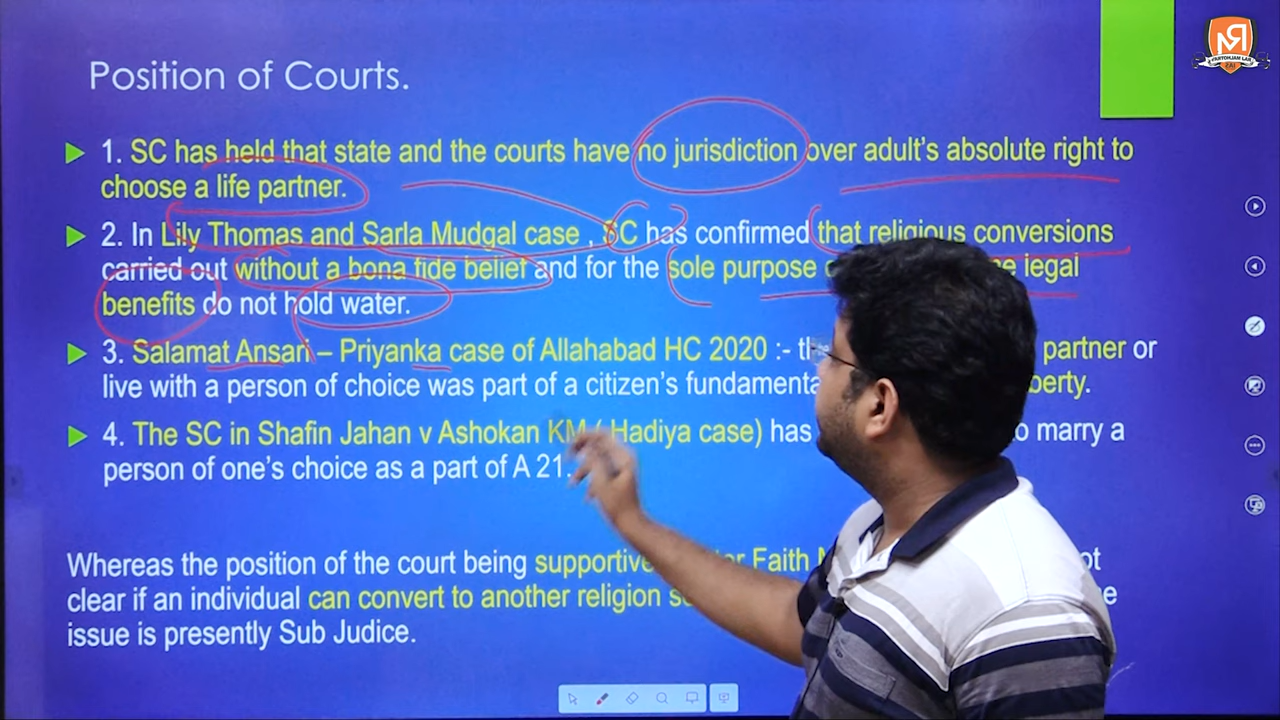 Position of Courts.
1. SC has held that state and the courts have no jurisdiction over adult's absolute right to
choose a life partner.
2. In Lily Thomas and Sarla Mudgal case , SC has confirmed that religious conversions
carried out without a bona fide belief and for the sole purpose legal
benefits do not hold water.
3. Salamat Ansari – Priyanka case of Allahabad HC 2020 :- partner or
live with a person of choice was part of a citizen's
4. The SC in Shafin Jahan v Ashokan KM ( Hadiya case) has to marry a
person of one's choice as a part of A 21.
Whereas the position of the court being supportive Faith
clear if an individual can convert to another religion
issue is presently Sub Judice.